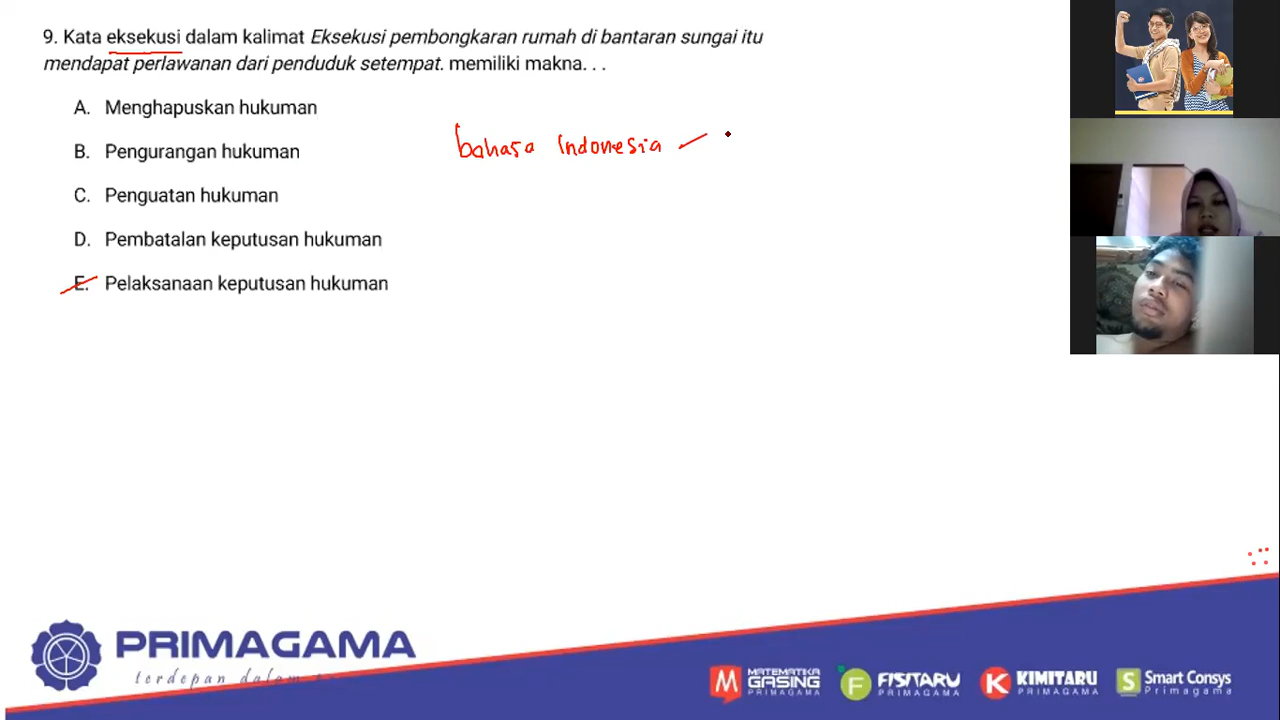 9. Kata eksekusi dalam kalimat Eksekusi pembongkaran rumah di bantaran sungai itu
mendapat perlawanan dari penduduk setempat. memiliki makna. . .
A. Menghapuskan hukuman
bahasa Indonesia
B. Pengurangan hukuman
C. Penguatan hukuman
D. Pembatalan keputusan hukuman
E. Pelaksanaan keputusan hukuman
PRIMAGAMA
terdepan dalam
MATEMATIKA
GASING
PRIMAGAMA
FISITARU
PRIMAGAMA
KIMITARU
PRIMAGAMA
Smart Consys
Primagama